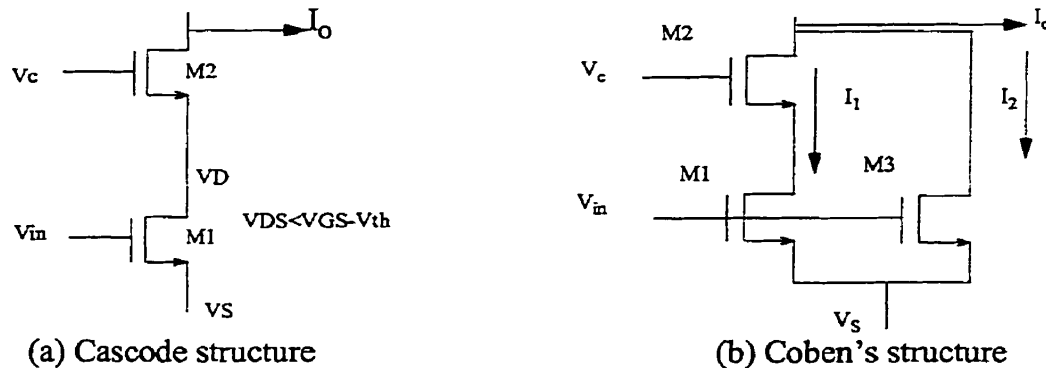 Io
Vc
M2
VD
Vin
M1
VDS<VGS-Vth
VS
(a) Cascode structure
M2
Vc
I1
I2
M1
M3
Vin
VS
(b) Coben's structure